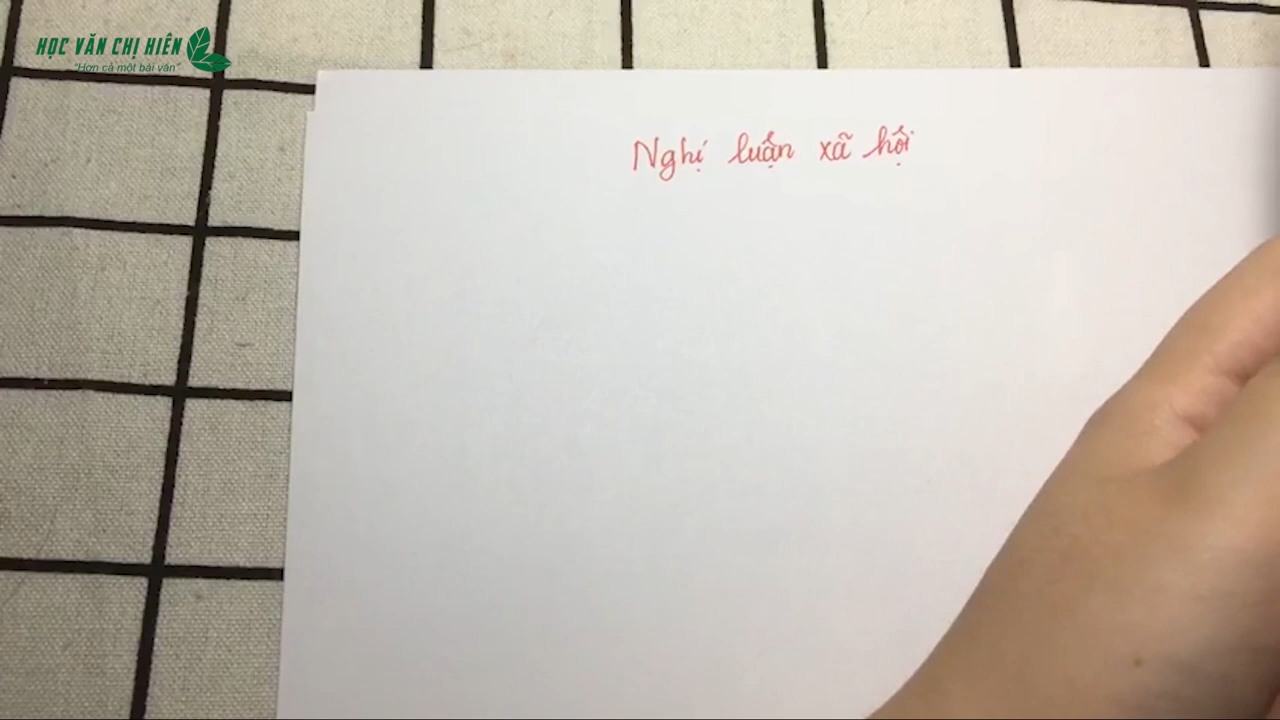 HỌC VĂN CHỊ HIÊN
"Hơn cả một bài văn"
Nghị luận xã hội